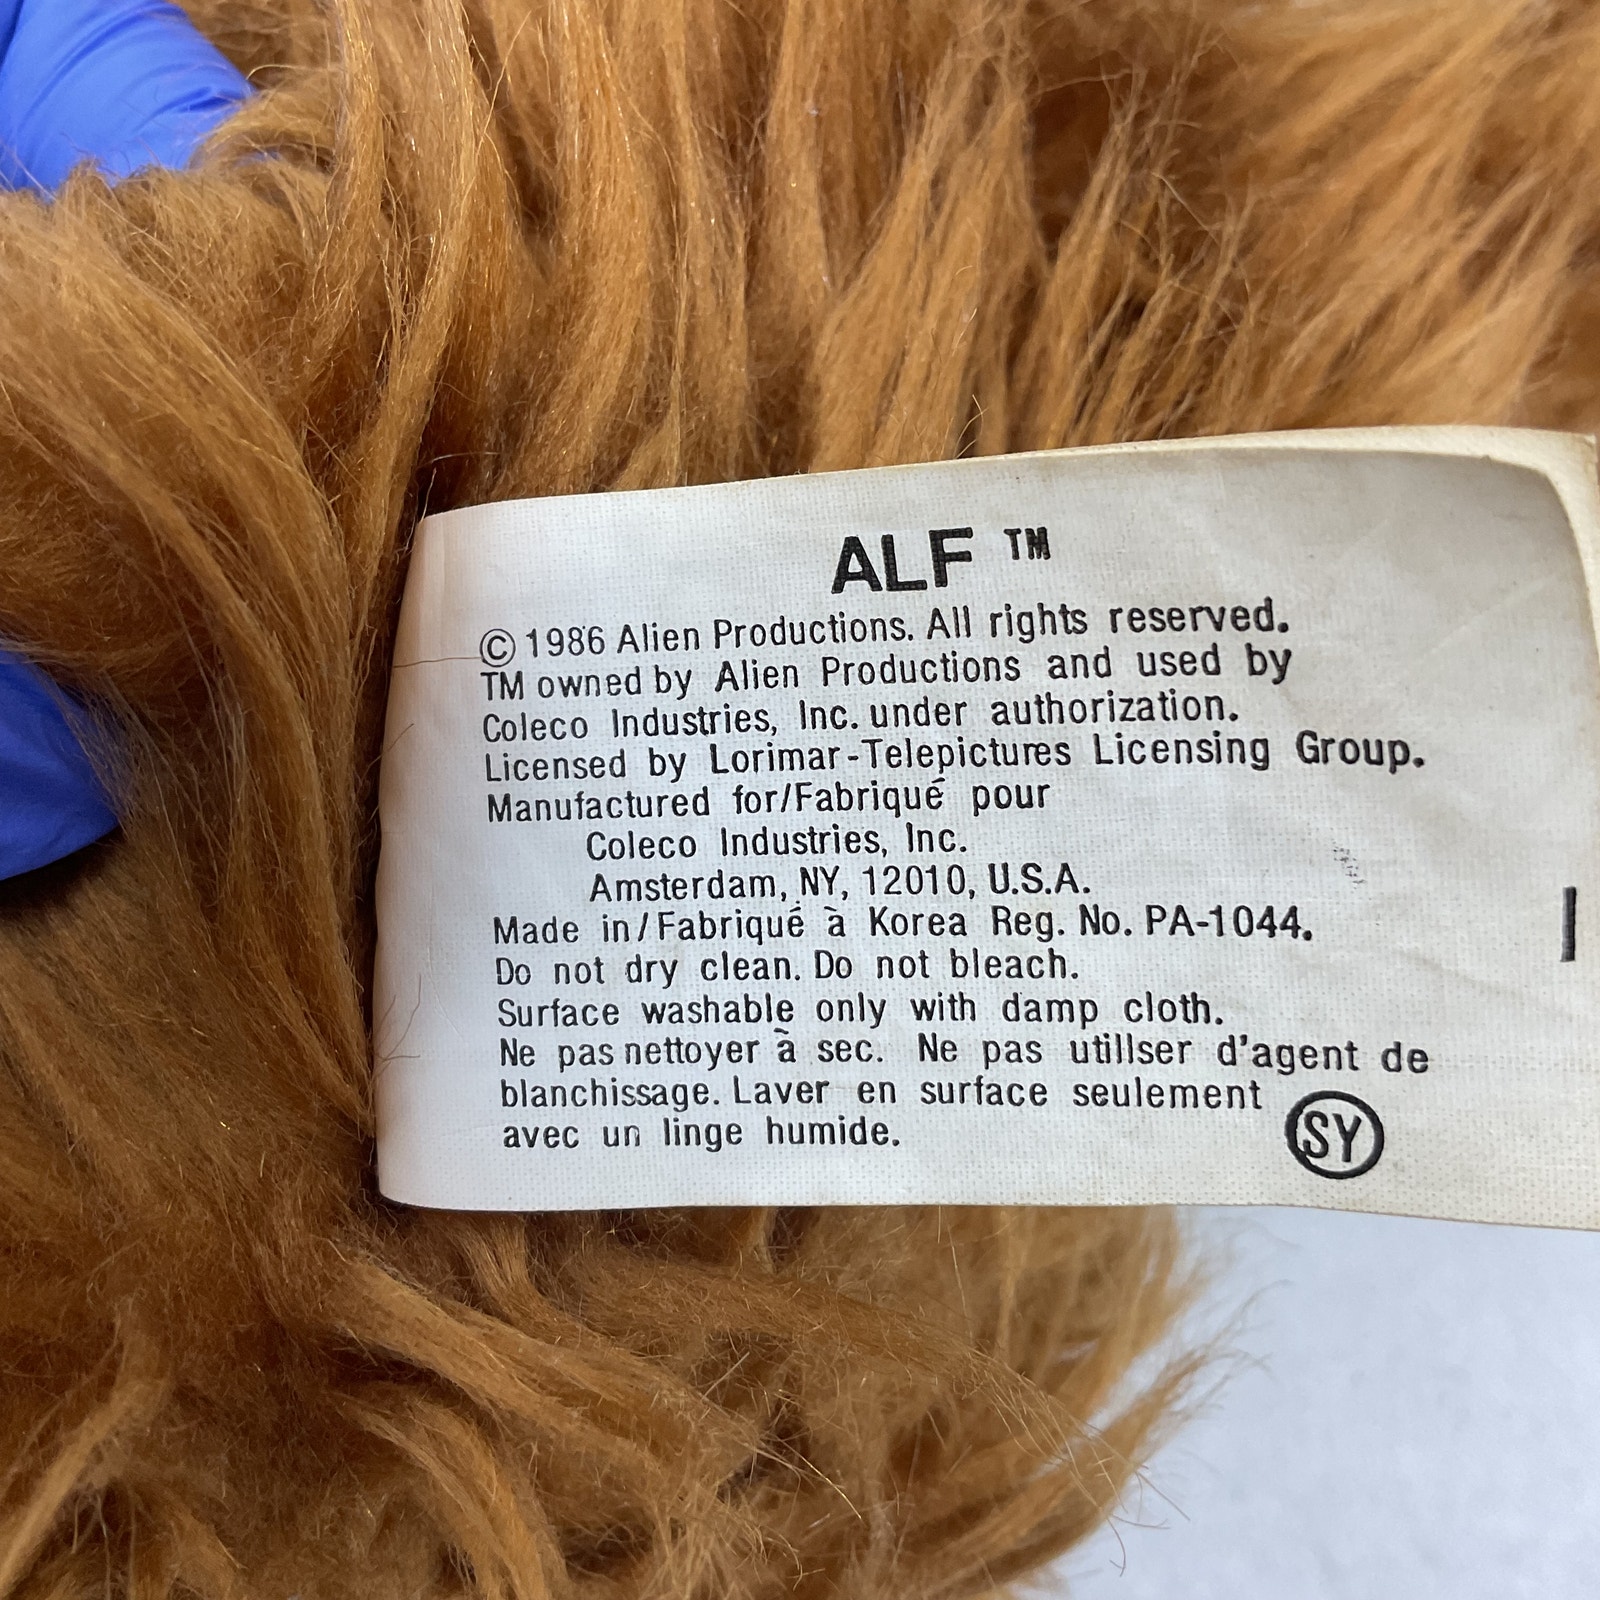 ALF ™
© 1986 Alien Productions. All rights reserved.
TM owned by Alien Productions and used by
Coleco Industries, Inc. under authorization.
Licensed by Lorimar-Telepictures Licensing Group.
Manufactured for/Fabriqué pour
Coleco Industries, Inc.
Amsterdam, NY, 12010, U.S.A.
Made in/Fabriqué à Korea Reg. No. PA-1044.
Do not dry clean. Do not bleach.
Surface washable only with damp cloth.
Ne pas nettoyer à sec. Ne pas utillser d'agent de
blanchissage. Laver en surface seulement
avec un linge humide.
SY